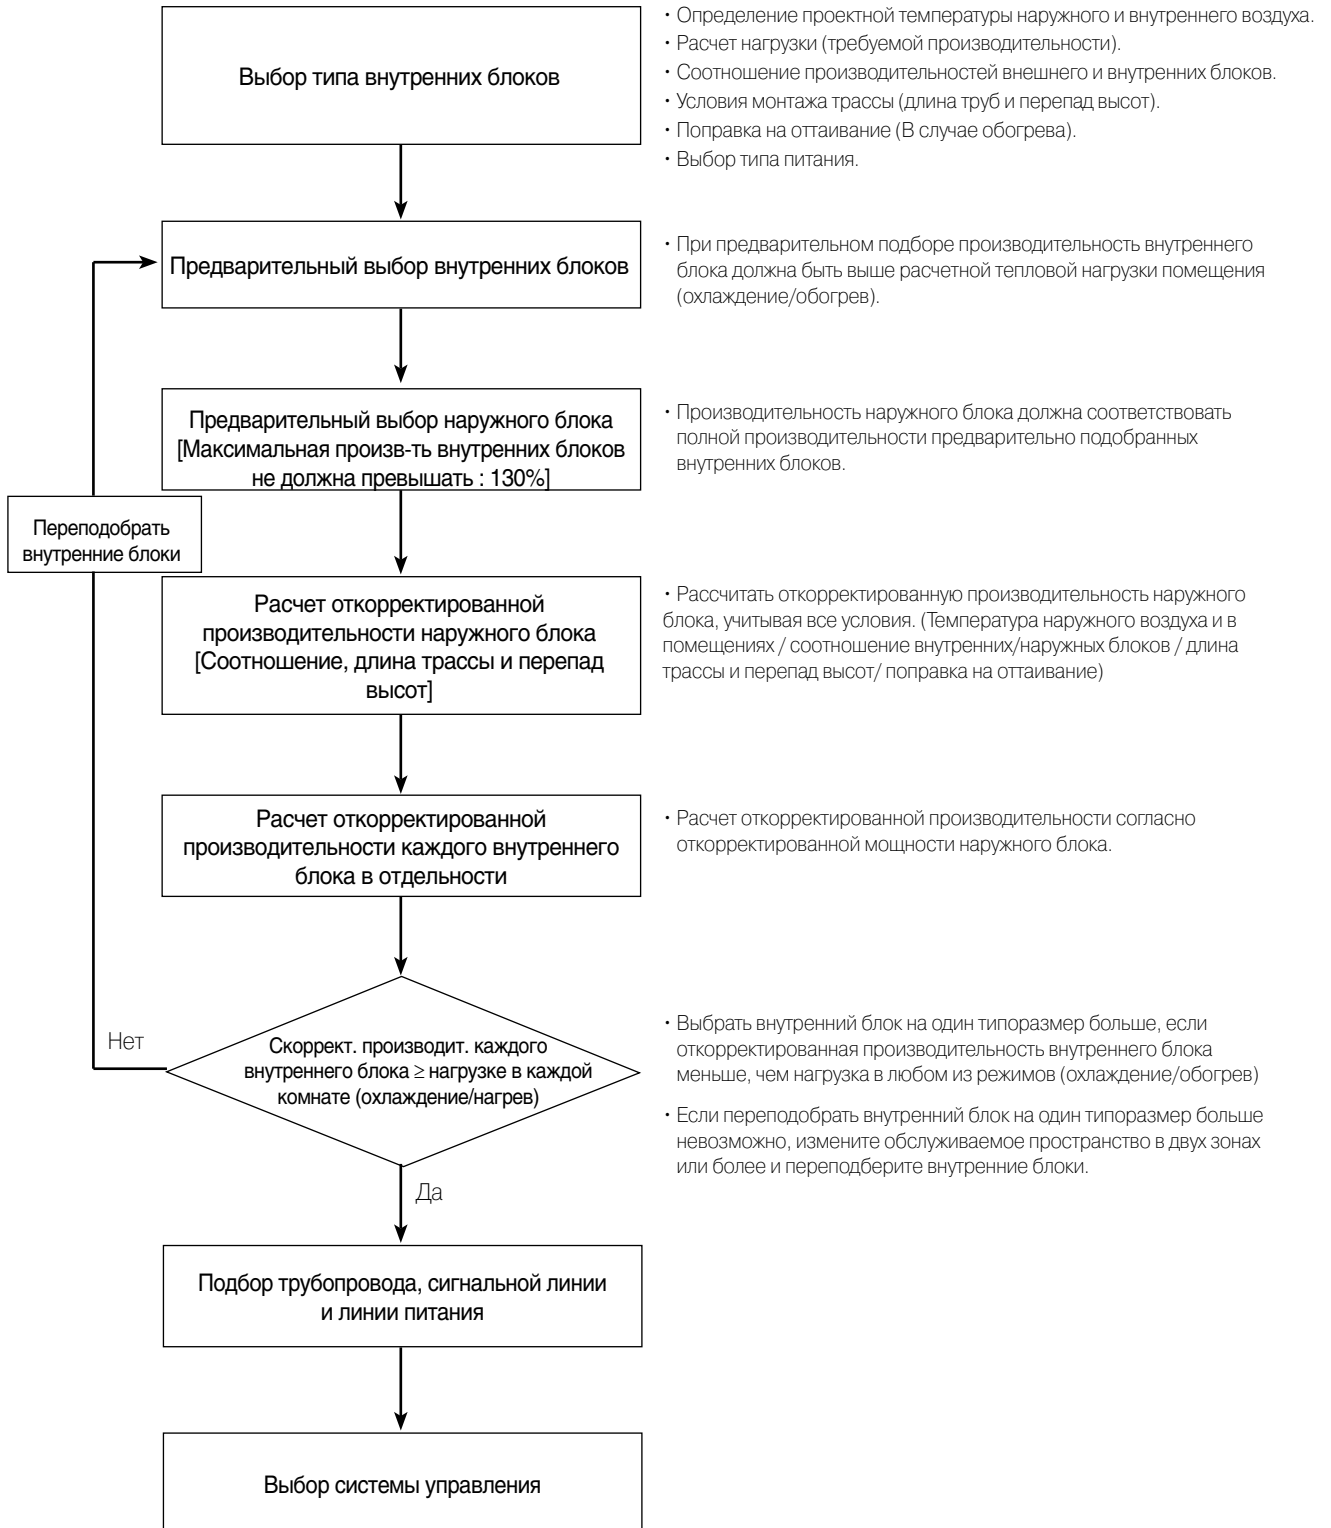 Выбор типа внутренних блоков
· Определение проектной температуры наружного и внутреннего воздуха.
· Расчет нагрузки (требуемой производительности).
· Соотношение производительностей внешнего и внутренних блоков.
· Условия монтажа трассы (длина труб и перепад высот).
· Поправка на оттаивание (В случае обогрева).
· Выбор типа питания.
Предварительный выбор внутренних блоков
· При предварительном подборе производительность внутреннего
блока должна быть выше расчетной тепловой нагрузки помещения
(охлаждение/обогрев).
Предварительный выбор наружного блока
[Максимальная произв-ть внутренних блоков
не должна превышать : 130%]
· Производительность наружного блока должна соответствовать
полной производительности предварительно подобранных
внутренних блоков.
Переподобрать
внутренние блоки
Расчет откорректированной
производительности наружного блока
[Соотношение, длина трассы и перепад
высот]
· Рассчитать откорректированную производительность наружного
блока, учитывая все условия. (Температура наружного воздуха и в
помещениях / соотношение внутренних/наружных блоков / длина
трассы и перепад высот/ поправка на оттаивание)
Расчет откорректированной
производительности каждого внутреннего
блока в отдельности
· Расчет откорректированной производительности согласно
откорректированной мощности наружного блока.
Нет
Скоррект. производит. каждого
внутреннего блока ≥ нагрузке в каждой
комнате (охлаждение/нагрев)
· Выбрать внутренний блок на один типоразмер больше, если
откорректированная производительность внутреннего блока
меньше, чем нагрузка в любом из режимов (охлаждение/обогрев)
· Если переподобрать внутренний блок на один типоразмер больше
невозможно, измените обслуживаемое пространство в двух зонах
или более и переподберите внутренние блоки.
Да
Подбор трубопровода, сигнальной линии
и линии питания
Выбор системы управления